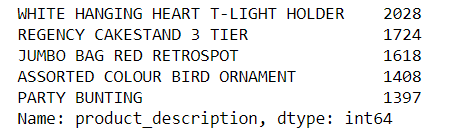 WHITE HANGING HEART T-LIGHT HOLDER    2028
REGENCY CAKESTAND 3 TIER              1724
JUMBO BAG RED RETROSPOT               1618
ASSORTED COLOUR BIRD ORNAMENT         1408
PARTY BUNTING                         1397
Name: product_description, dtype: int64